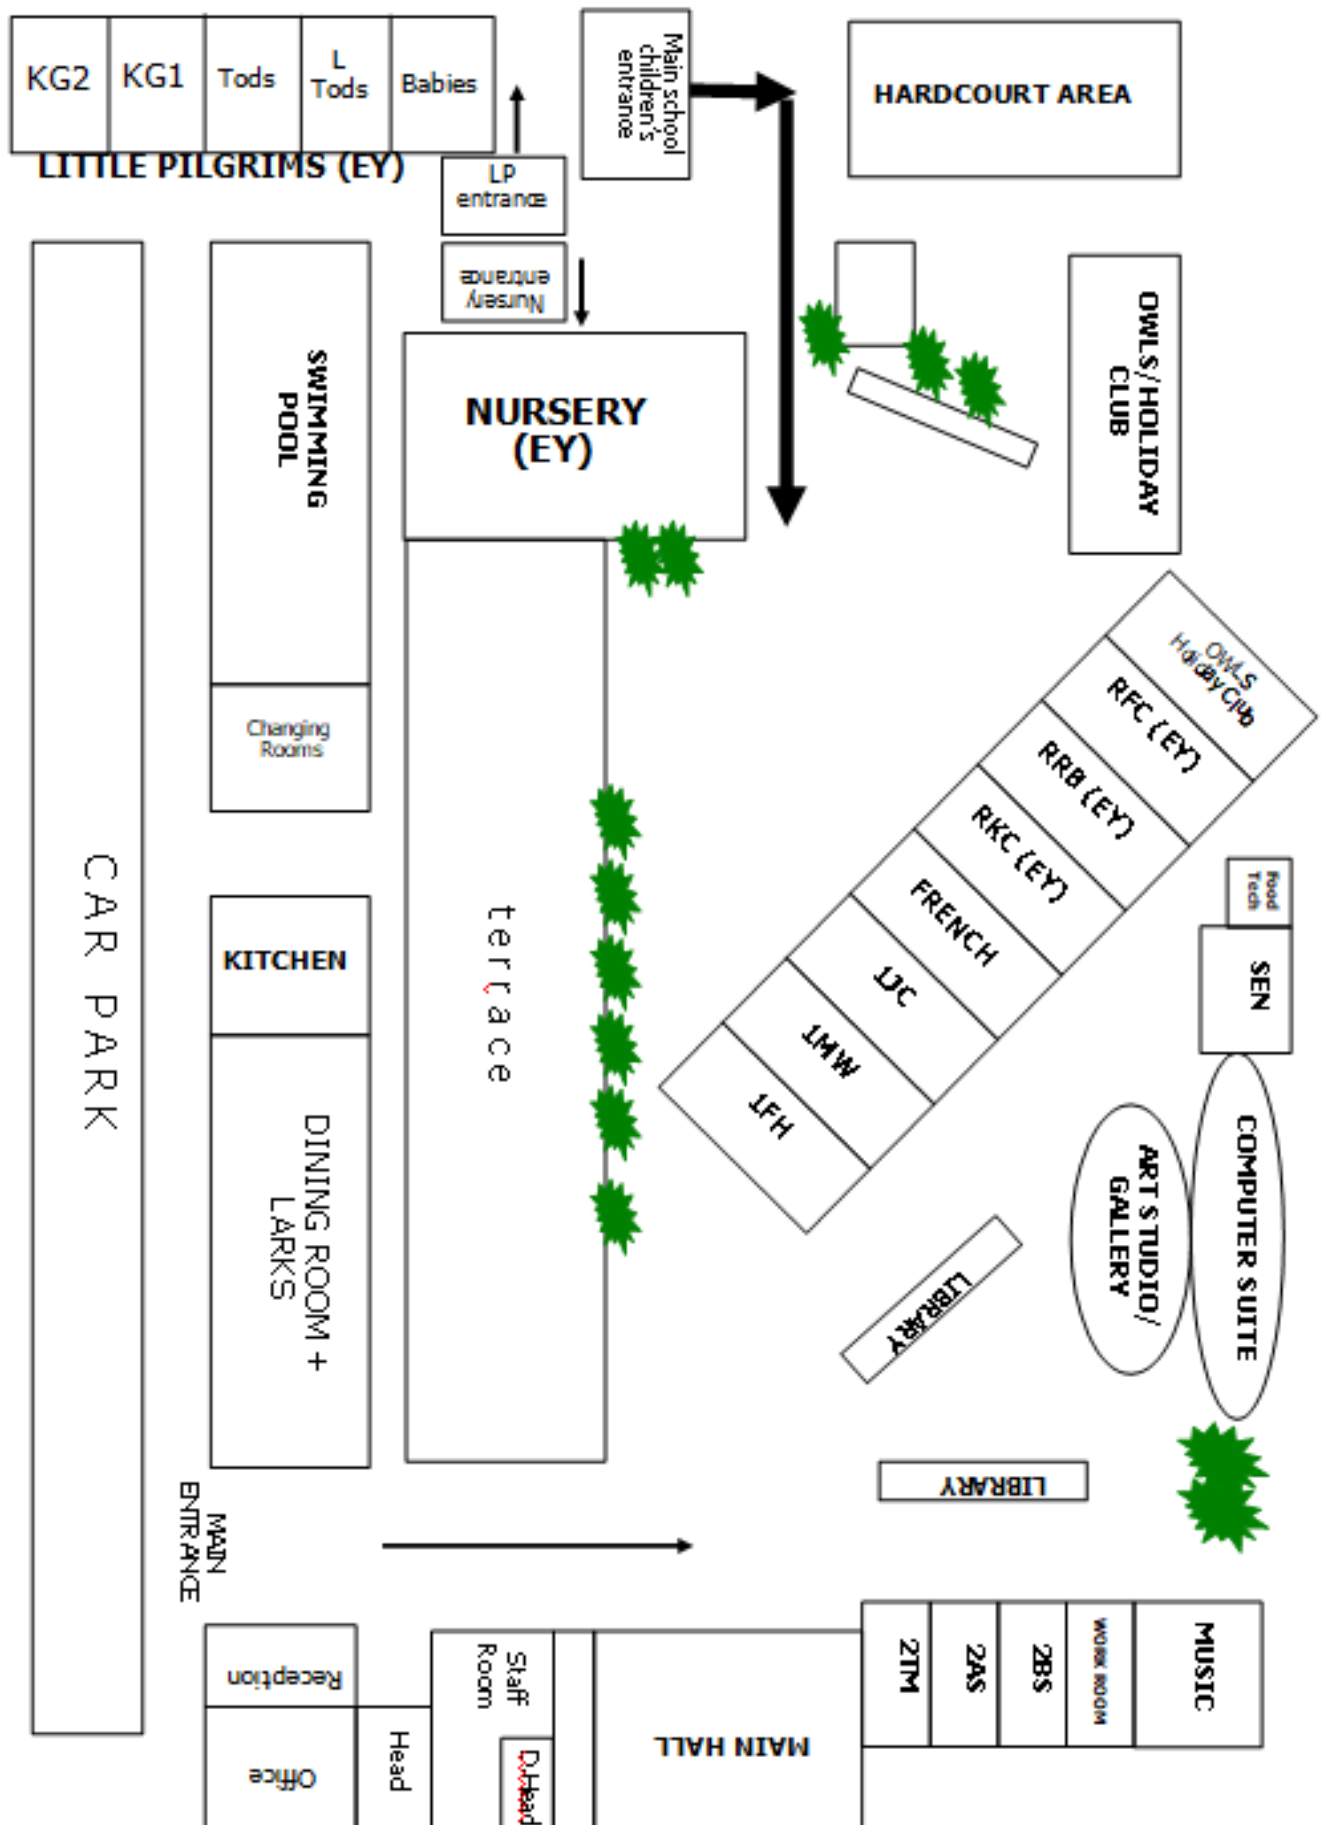 KG2
KG1
Tods
L
Tods
Babies
LITTLE PILGRIMS (EY)
LP
entrance
Nursery
entrance
Main school
children's
entrance
HARDCOURT AREA
SWIMMING
POOL
NURSERY
(EY)
OWLS/HOLIDAY
CLUB
OWLS
Holiday Club
RFC (EY)
RRB (EY)
RKC (EY)
FRENCH
1JC
1MW
1FH
Changing
Rooms
CAR PARK
KITCHEN
terrace
Food
Tech
SEN
COMPUTER SUITE
ART STUDIO/
GALLERY
DINING ROOM +
LARKS
LIBRARY
LIBRARY
MAIN
ENTRANCE
Reception
Office
Head
Staff
Room
D.Head
MAIN HALL
2TM
2AS
2BS
WORK ROOM
MUSIC